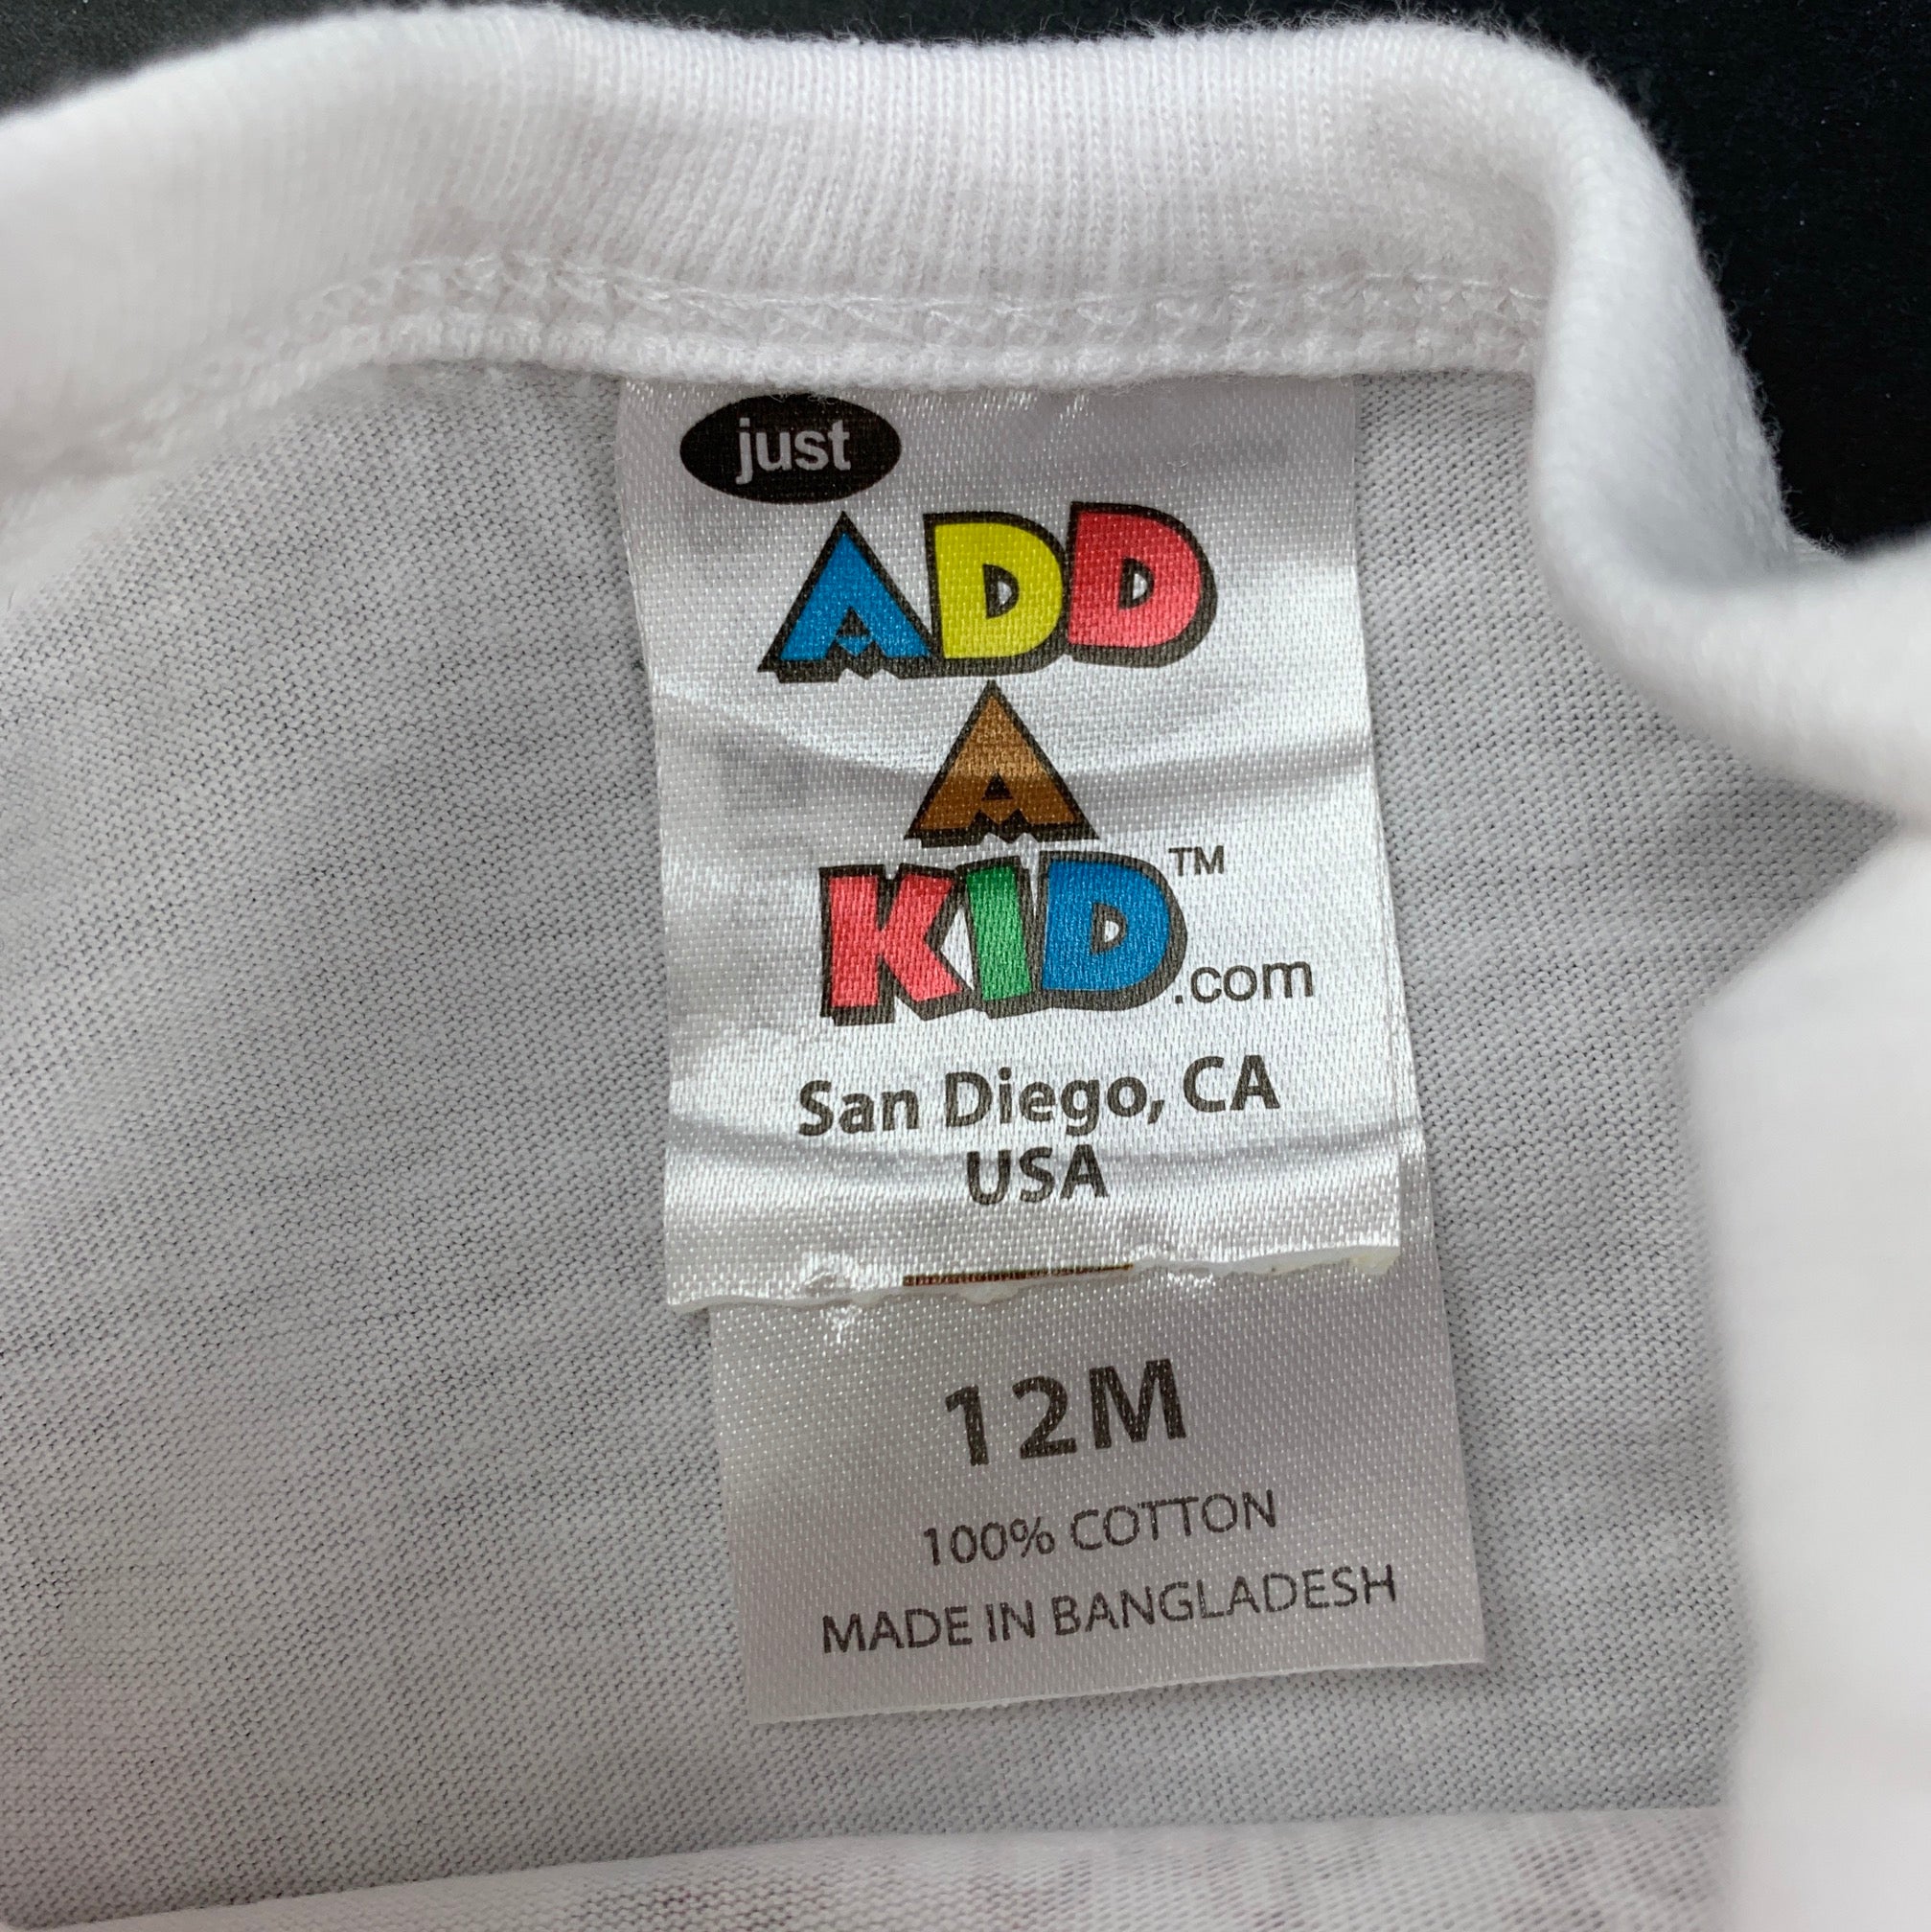 just
ADD
A
KID™
.com
San Diego, CA
USA
12M
100% COTTON
MADE IN BANGLADESH